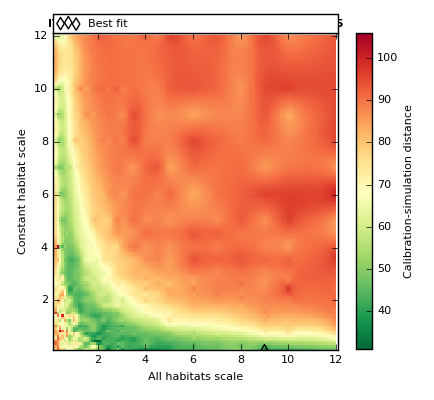 Best fit
12
10
8
6
4
2
2 4 6 8 10 12
All habitats scale
Constant habitat scale
100
90
80
70
60
50
40
Calibration-simulation distance